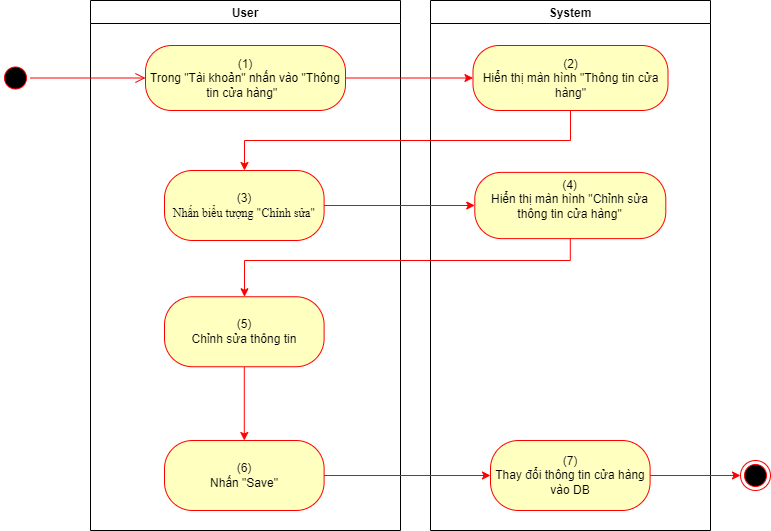 User
System
(1)
Trong "Tài khoản" nhấn vào "Thông
tin cửa hàng"
(2)
Hiển thị màn hình "Thông tin cửa
hàng"
(3)
Nhấn biểu tượng "Chỉnh sửa"
(4)
Hiển thị màn hình "Chỉnh sửa
thông tin cửa hàng"
(5)
Chỉnh sửa thông tin
(6)
Nhấn "Save"
(7)
Thay đổi thông tin cửa hàng
vào DB